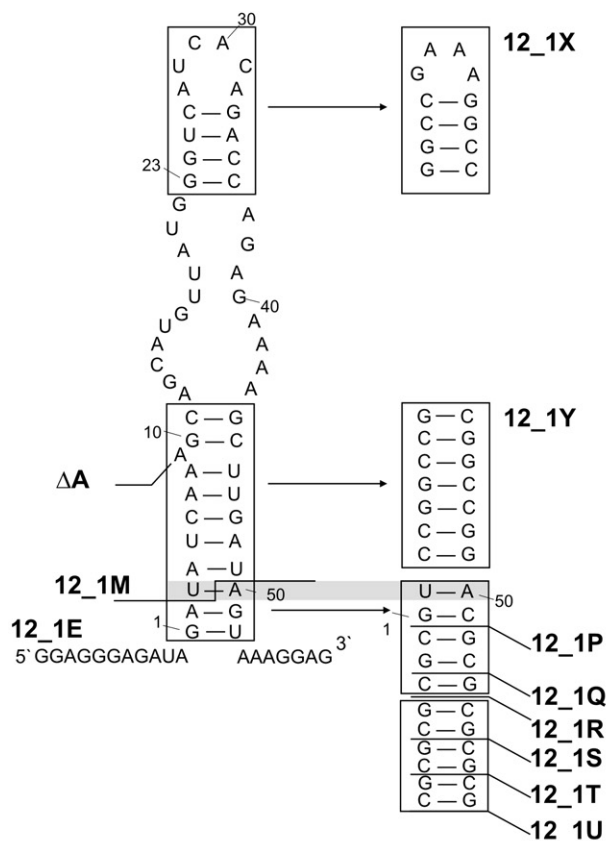 30
C A
A A 12_1X
U C
G A
A A
C — G
C — G
C — G
U — A
G — C
G — C
23 G — C
G — C
G
A
U
G
A
U A
U G 40
G
U A
A A
C A
G A
A
C — G
G — C 12_1Y
10 G — C
C — G
A
A — U
C — G
ΔA
A — U
G — C
C — G
G — C
U — A
C — G
A — U
C — G
12_1M
U — A 50
U — A 50
A G
1 G — C
12_1E
1 G — U
C — G 12_1P
5`GGAGGGAGAUA AAAGGAG 3`
G — C
C — G 12_1Q
G — C 12_1R
C — G
G — C 12_1S
C — G
G — C 12_1T
C — G
12_1U